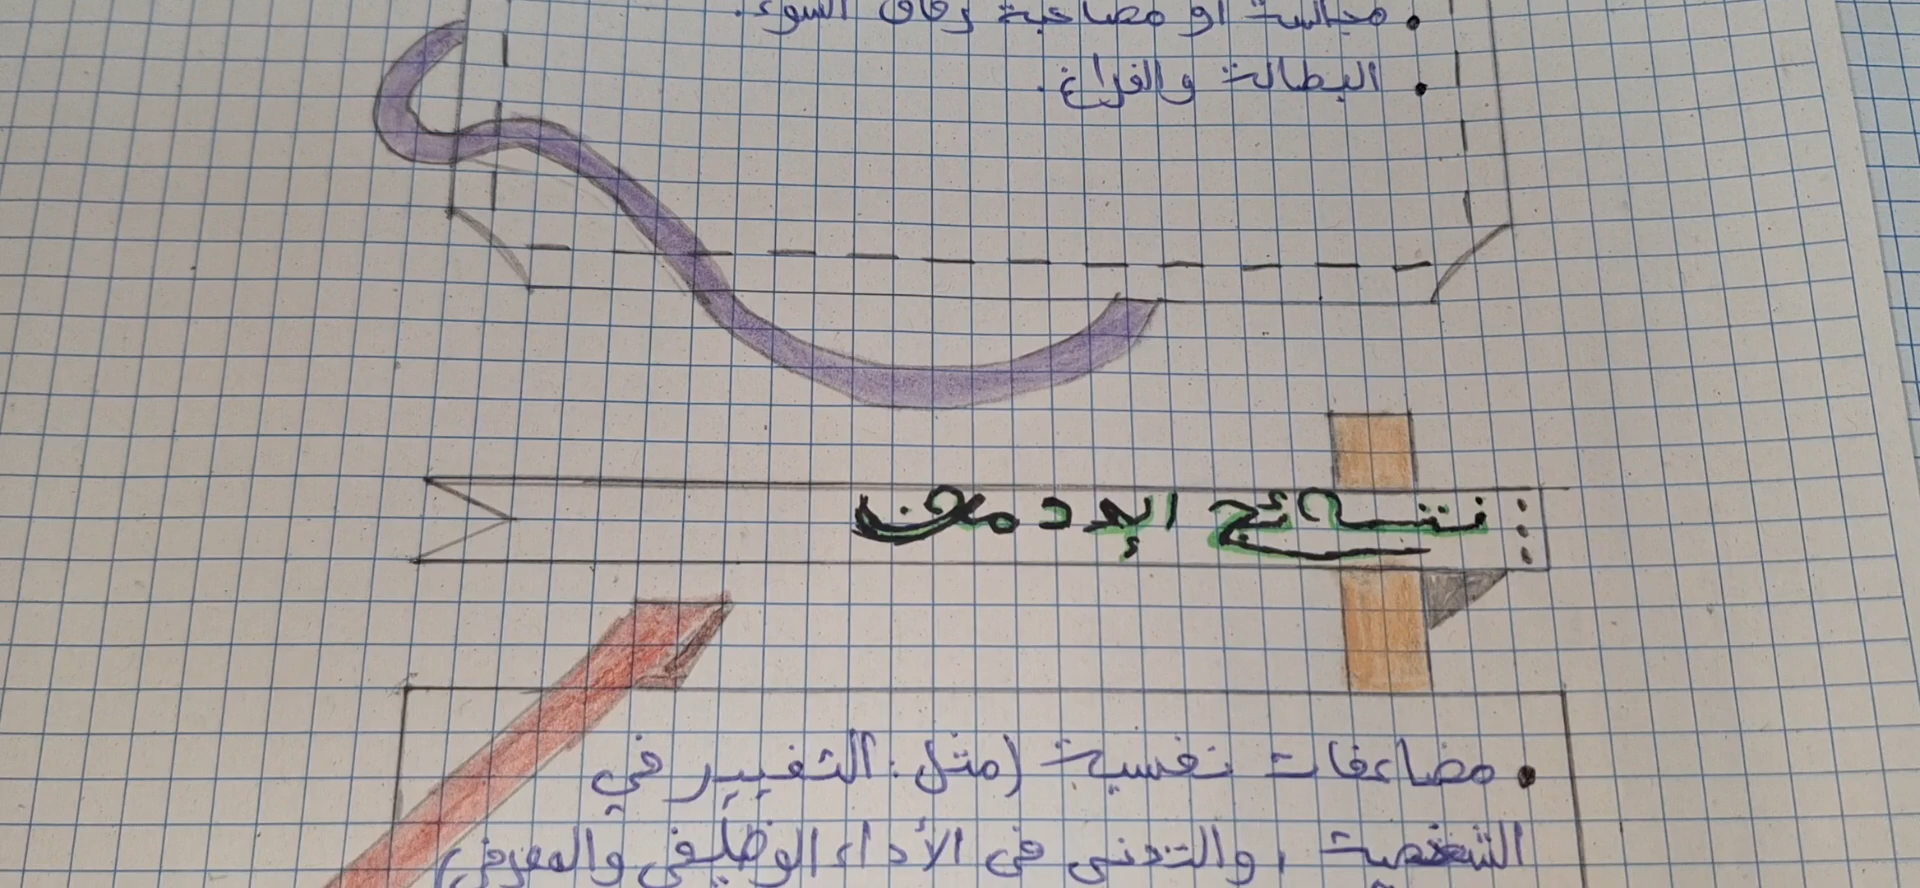 • مجالسة أو مصاحبة رفاق السوء.
• البطالة والفراغ.
نتائج الإدمان
• مضاعفات نفسية (مثل: التغيير في
الشخصية، والتدني في الأداء الوظيفي والمعرفي)